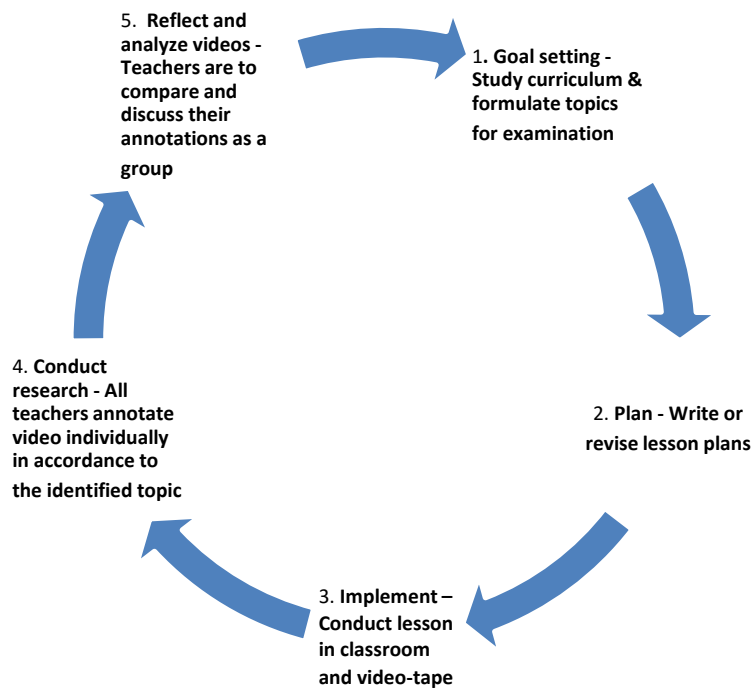 1. Goal setting -
Study curriculum &
formulate topics
for examination
2. Plan - Write or
revise lesson plans
3. Implement –
Conduct lesson
in classroom
and video-tape
4. Conduct
research - All
teachers annotate
video individually
in accordance to
the identified topic
5. Reflect and
analyze videos -
Teachers are to
compare and
discuss their
annotations as a
group